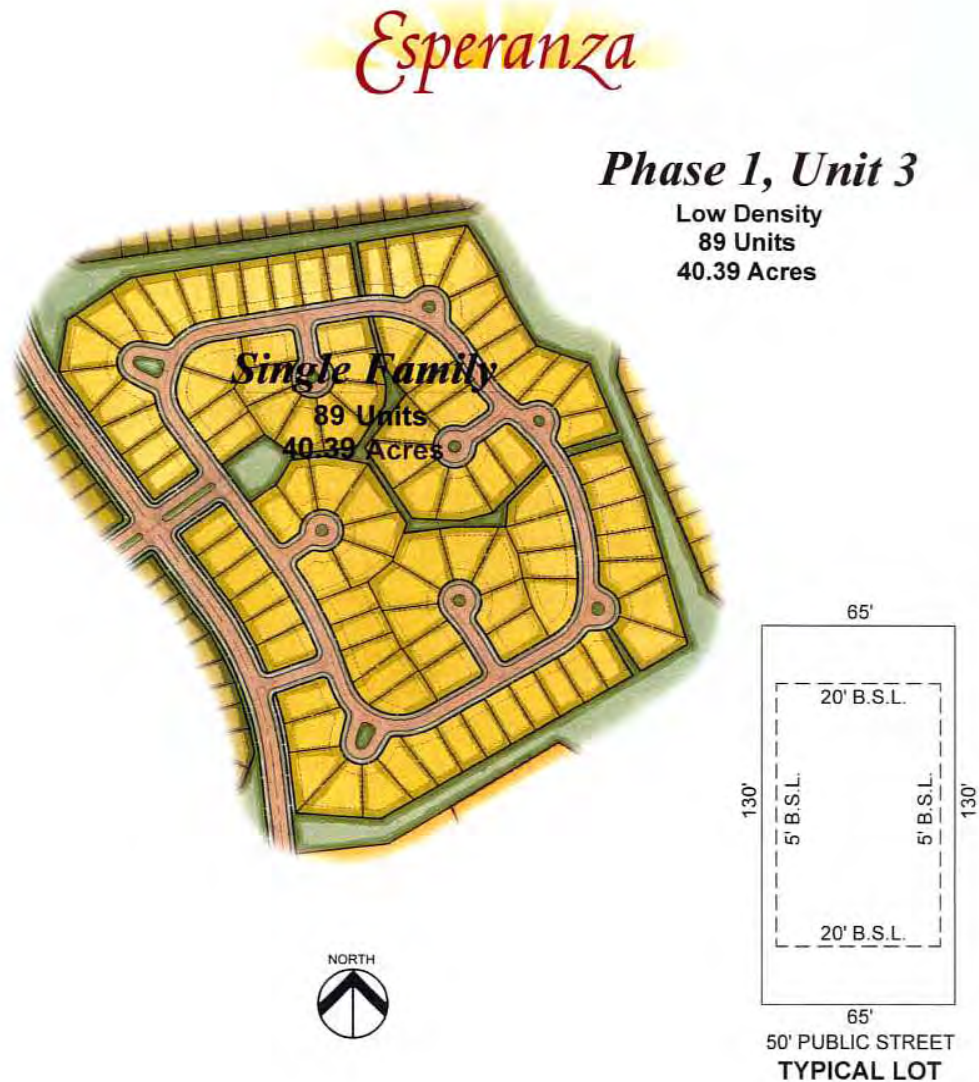 Esperanza
Phase 1, Unit 3
Low Density
89 Units
40.39 Acres
Single Family
89 Units
40.39 Acres
65'
20' B.S.L.
130'
5' B.S.L.
5' B.S.L.
130'
20' B.S.L.
65'
50' PUBLIC STREET
TYPICAL LOT
NORTH